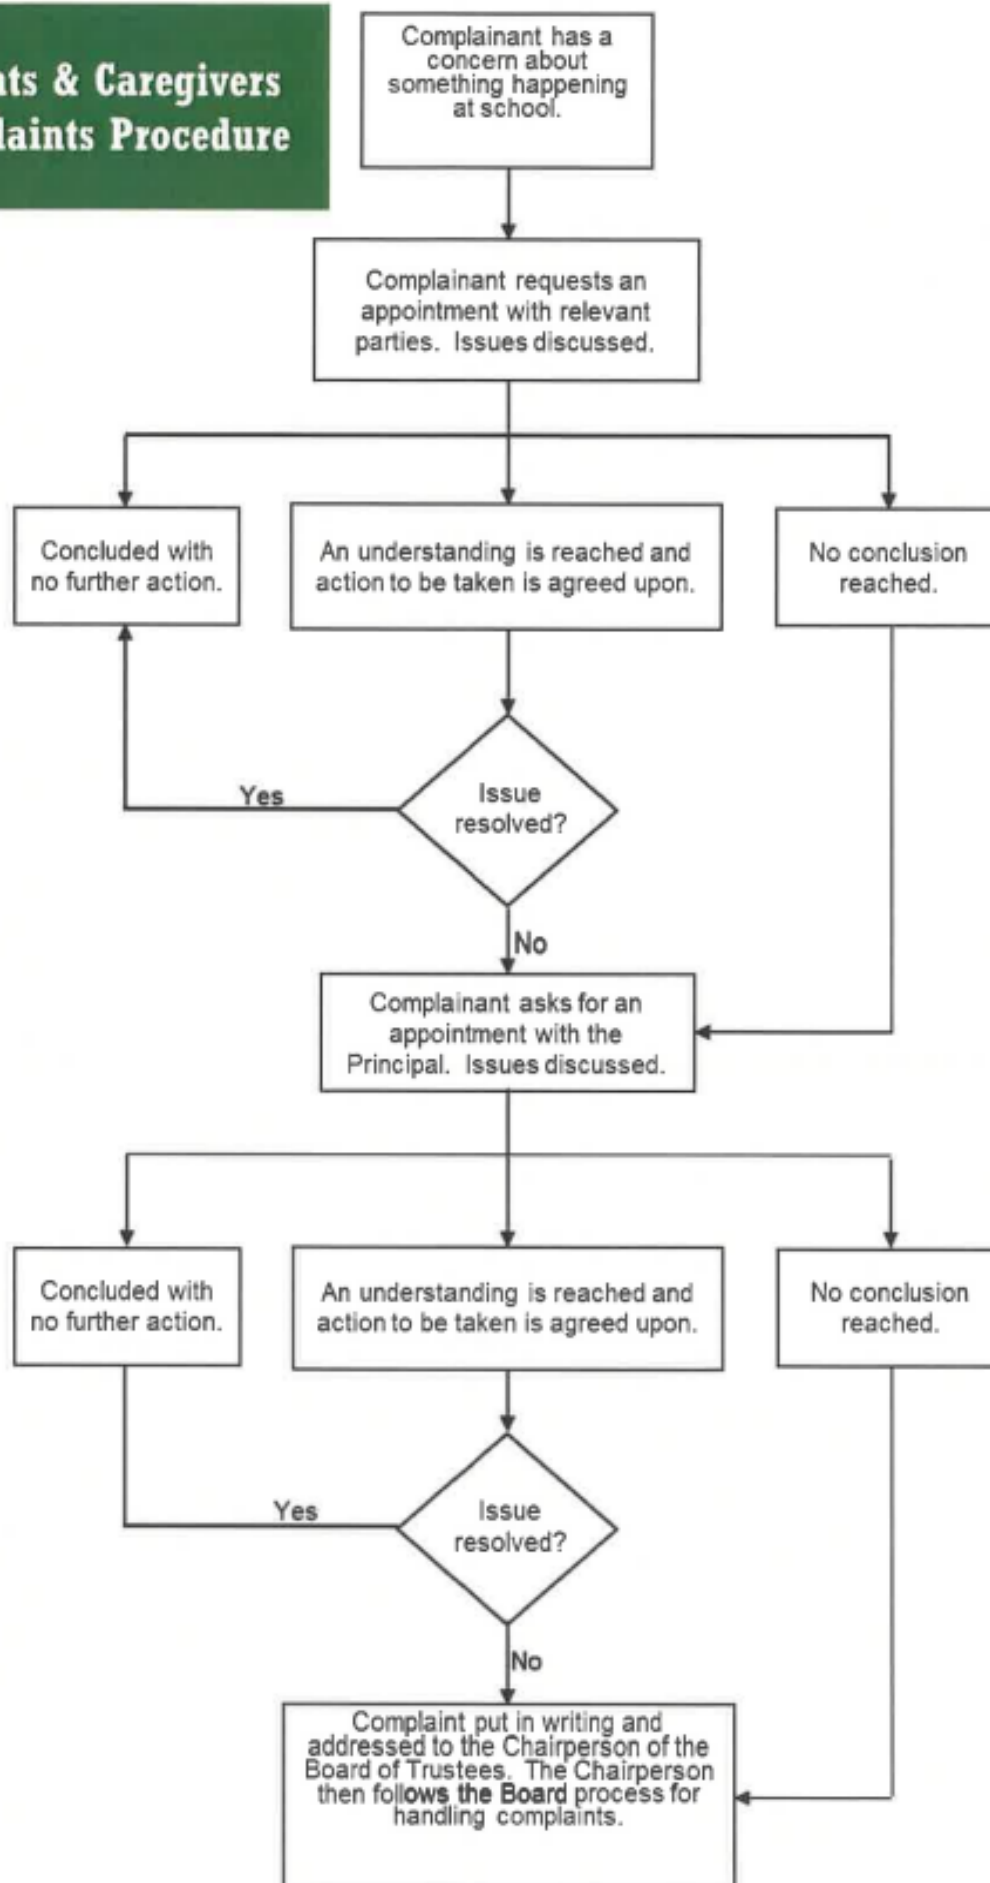 & Caregivers
Procedure
Complainant has a
concern about
something happening
at school.
Complainant requests an
appointment with relevant
parties. Issues discussed.
Concluded with
no further action.
An understanding is reached and
action to be taken is agreed upon.
No conclusion
reached.
Issue
resolved?
Yes
No
Complainant asks for an
appointment with the
Principal. Issues discussed.
Concluded with
no further action.
An understanding is reached and
action to be taken is agreed upon.
No conclusion
reached.
Issue
resolved?
Yes
No
Complaint put in writing and
addressed to the Chairperson of the
Board of Trustees. The Chairperson
then follows the Board process for
handling complaints.